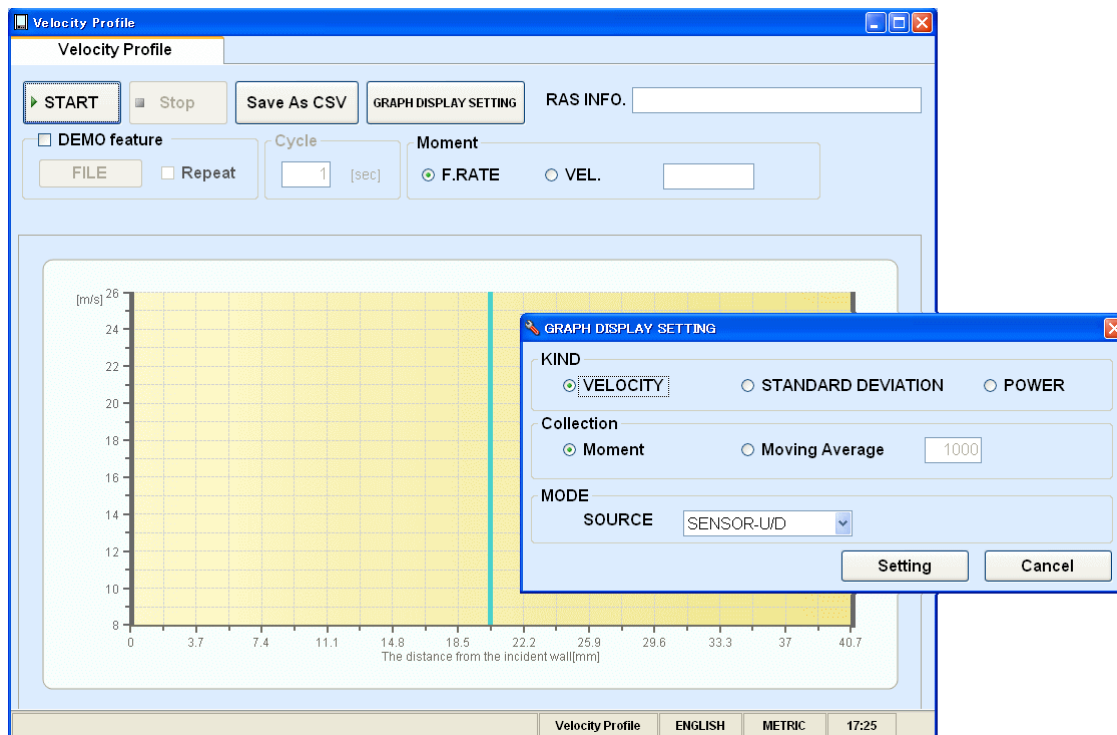 Velocity Profile
Velocity Profile
START Stop Save As CSV GRAPH DISPLAY SETTING RAS INFO.
DEMO feature Cycle Moment
FILE Repeat 1 [sec] F.RATE VEL.
[m/s] 26
24
22
20
18
16
14
12
10
8
0 3.7 7.4 11.1 14.8 18.5 22.2 25.9 29.6 33.3 37 40.7
The distance from the incident wall[mm]
GRAPH DISPLAY SETTING
KIND
VELOCITY STANDARD DEVIATION POWER
Collection
Moment Moving Average 1000
MODE
SOURCE SENSOR-U/D
Setting Cancel
Velocity Profile ENGLISH METRIC 17:25